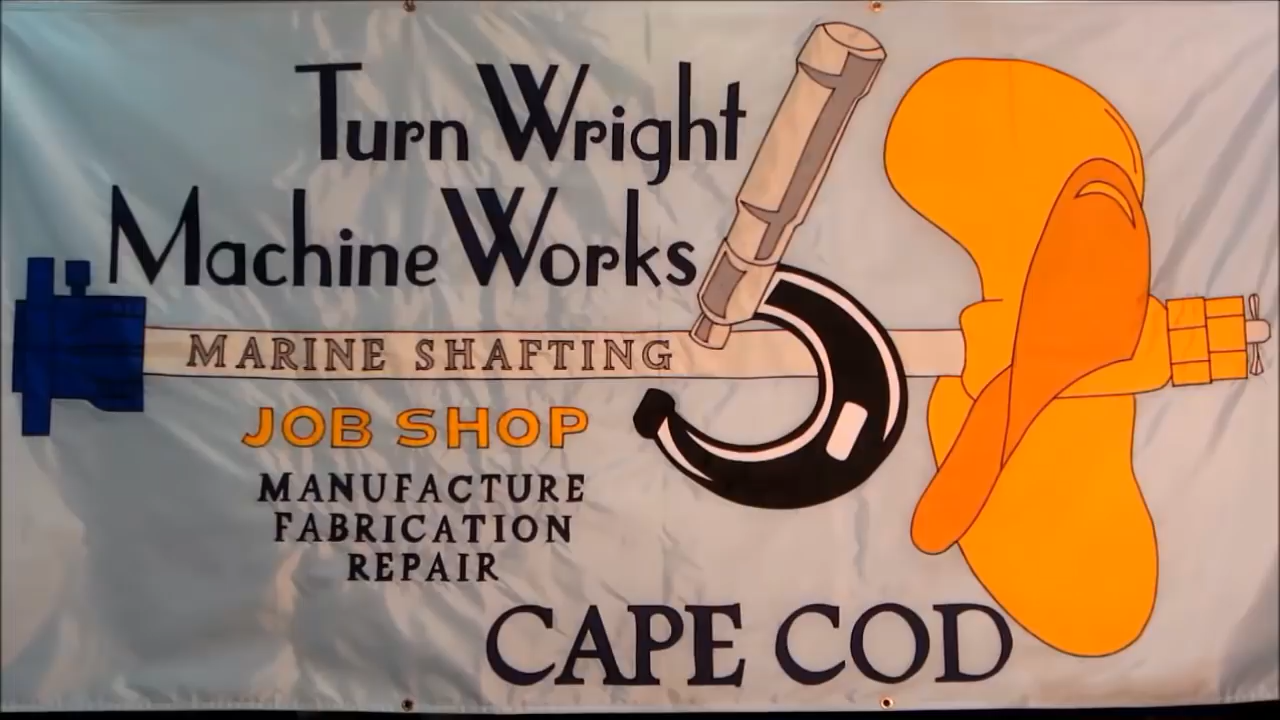 Turn Wright
Machine Works
MARINE SHAFTING
JOB SHOP
MANUFACTURE
FABRICATION
REPAIR
CAPE COD